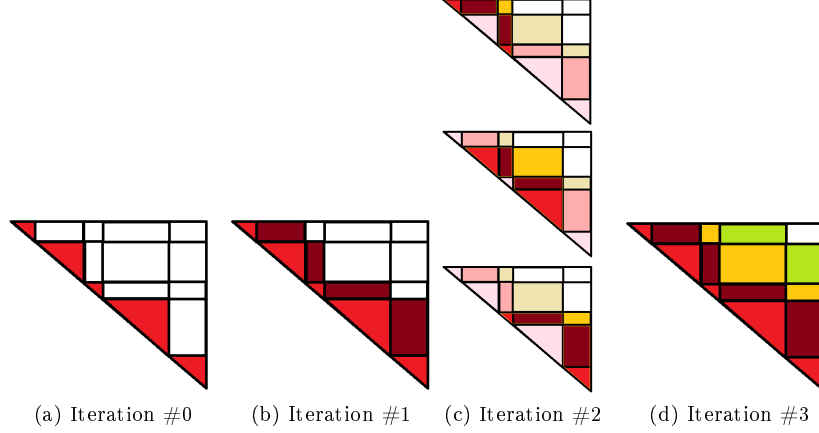 (a) Iteration #0
(b) Iteration #1
(c) Iteration #2
(d) Iteration #3